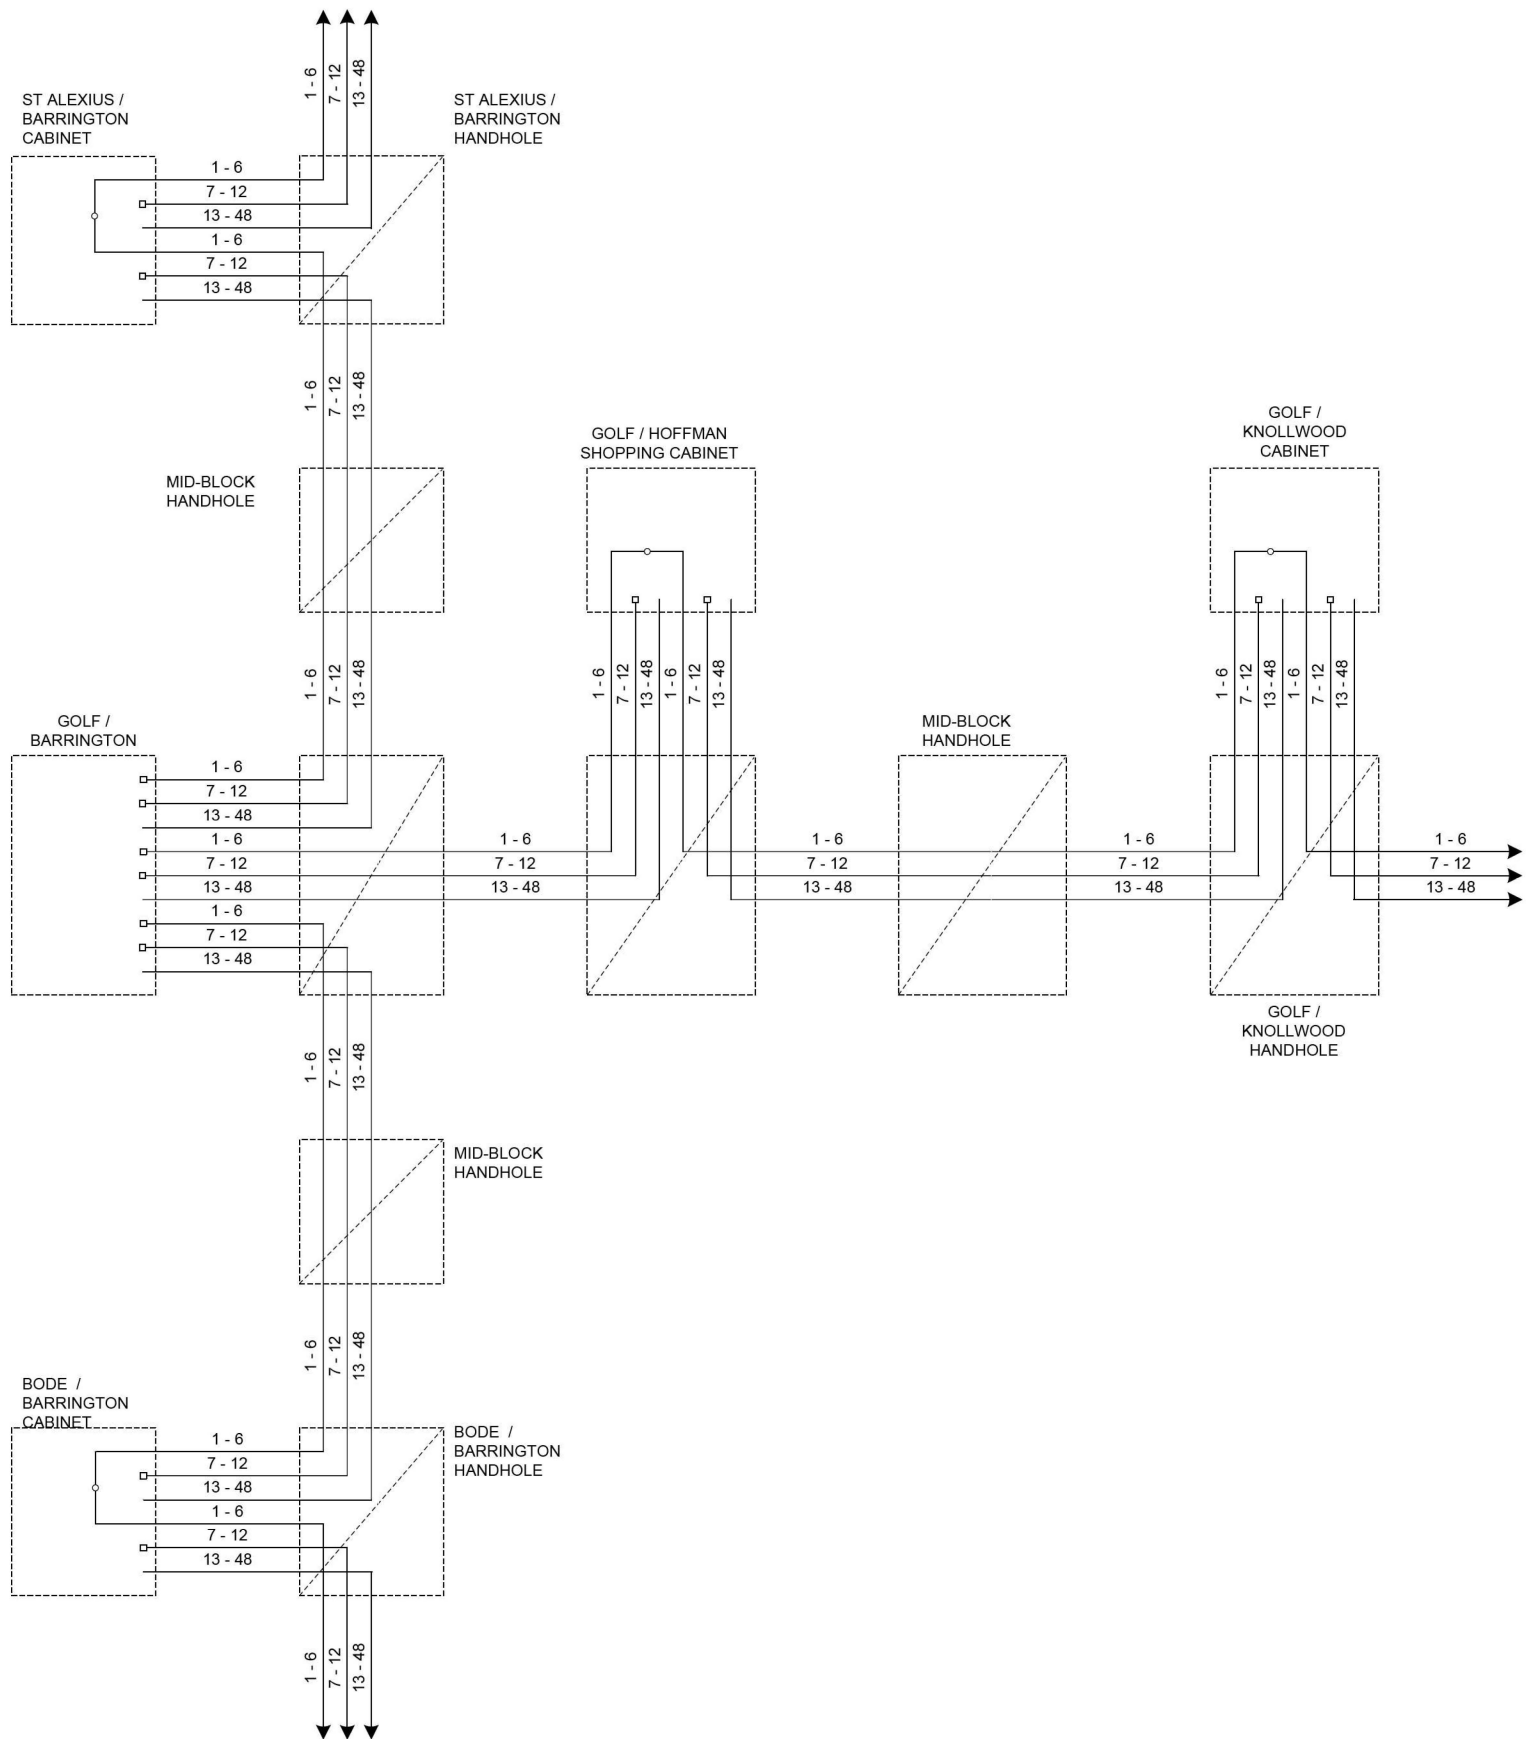 1 - 6
7 - 12
13 - 48
ST ALEXIUS /
BARRINGTON
CABINET
ST ALEXIUS /
BARRINGTON
HANDHOLE
1 - 6
7 - 12
13 - 48
1 - 6
7 - 12
13 - 48
1 - 6
7 - 12
13 - 48
MID-BLOCK
HANDHOLE
GOLF / HOFFMAN
SHOPPING CABINET
GOLF /
KNOLLWOOD
CABINET
1 - 6
7 - 12
13 - 48
1 - 6
7 - 12
13 - 48
1 - 6
7 - 12
13 - 48
1 - 6
7 - 12
13 - 48
1 - 6
7 - 12
13 - 48
GOLF /
BARRINGTON
MID-BLOCK
HANDHOLE
1 - 6
7 - 12
13 - 48
1 - 6
7 - 12
13 - 48
1 - 6
7 - 12
13 - 48
1 - 6
7 - 12
13 - 48
1 - 6
7 - 12
13 - 48
1 - 6
7 - 12
13 - 48
1 - 6
7 - 12
13 - 48
GOLF /
KNOLLWOOD
HANDHOLE
1 - 6
7 - 12
13 - 48
MID-BLOCK
HANDHOLE
1 - 6
7 - 12
13 - 48
BODE /
BARRINGTON
CABINET
BODE /
BARRINGTON
HANDHOLE
1 - 6
7 - 12
13 - 48
1 - 6
7 - 12
13 - 48
1 - 6
7 - 12
13 - 48